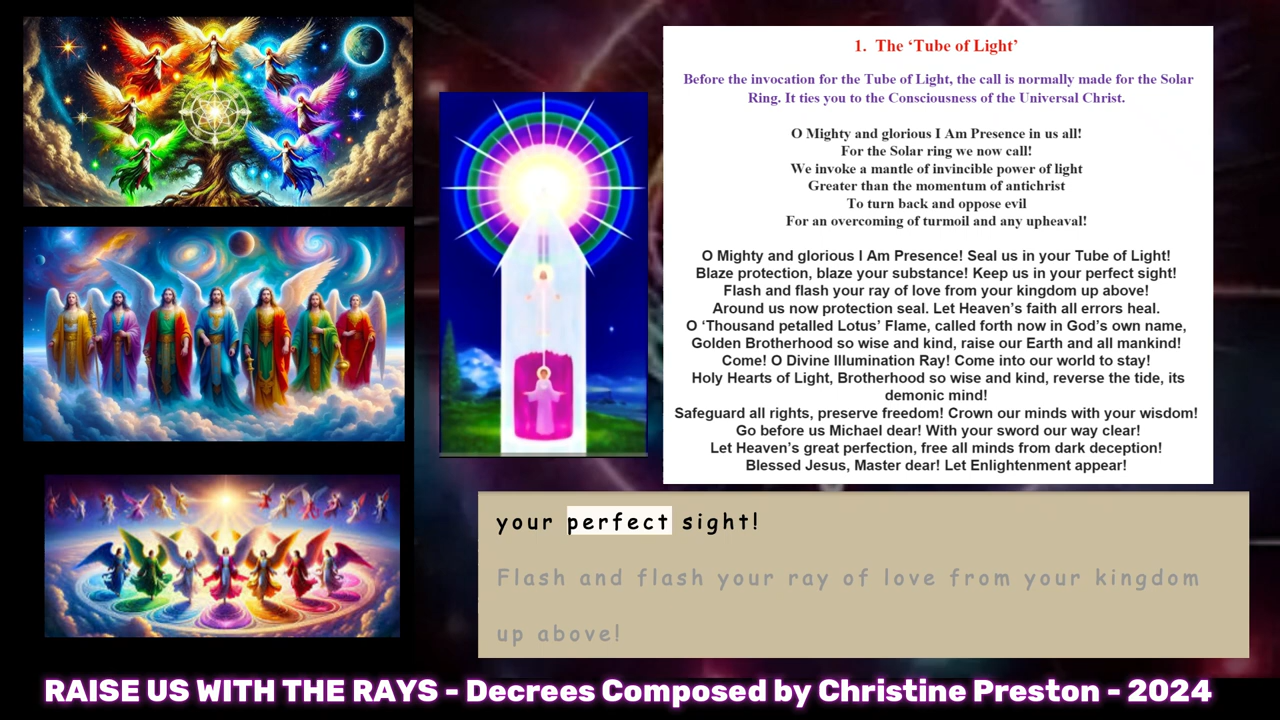 1. The ‘Tube of Light’
Before the invocation for the Tube of Light, the call is normally made for the Solar
Ring. It ties you to the Consciousness of the Universal Christ.
O Mighty and glorious I Am Presence in us all!
For the Solar ring we now call!
We invoke a mantle of invincible power of light
Greater than the momentum of antichrist
To turn back and oppose evil
For an overcoming of turmoil and any upheaval!
O Mighty and glorious I Am Presence! Seal us in your Tube of Light!
Blaze protection, blaze your substance! Keep us in your perfect sight!
Flash and flash your ray of love from your kingdom up above!
Around us now protection seal. Let Heaven’s faith all errors heal.
O ‘Thousand petalled Lotus’ Flame, called forth now in God’s own name,
Golden Brotherhood so wise and kind, raise our Earth and all mankind!
Come! O Divine Illumination Ray! Come into our world to stay!
Holy Hearts of Light, Brotherhood so wise and kind, reverse the tide, its
demonic mind!
Safeguard all rights, preserve freedom! Crown our minds with your wisdom!
Go before us Michael dear! With your sword our way clear!
Let Heaven’s great perfection, free all minds from dark deception!
Blessed Jesus, Master dear! Let Enlightenment appear!
your perfect sight!
Flash and flash your ray of love from your kingdom
up above!
RAISE US WITH THE RAYS - Decrees Composed by Christine Preston - 2024